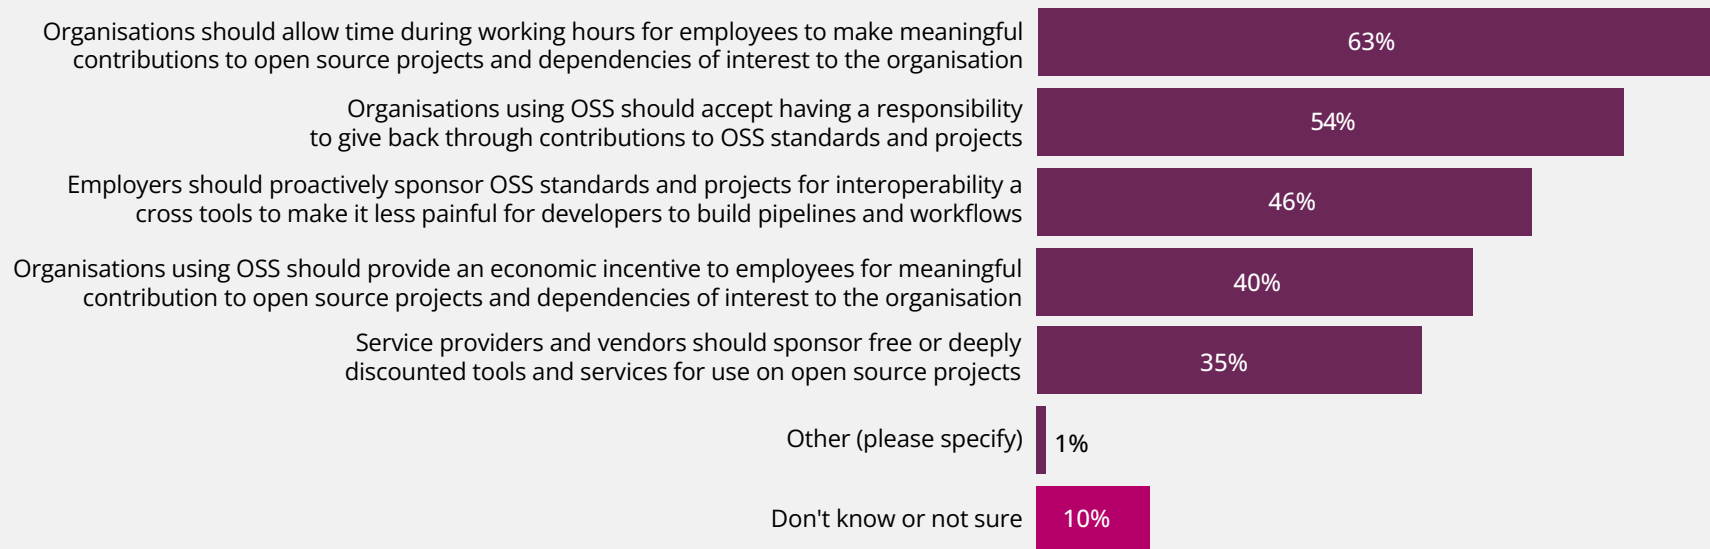 Organisations should allow time during working hours for employees to make meaningful
contributions to open source projects and dependencies of interest to the organisation
63%
Organisations using OSS should accept having a responsibility
to give back through contributions to OSS standards and projects
54%
Employers should proactively sponsor OSS standards and projects for interoperability a
cross tools to make it less painful for developers to build pipelines and workflows
46%
Organisations using OSS should provide an economic incentive to employees for meaningful
contribution to open source projects and dependencies of interest to the organisation
40%
Service providers and vendors should sponsor free or deeply
discounted tools and services for use on open source projects
35%
Other (please specify)
1%
Don't know or not sure
10%